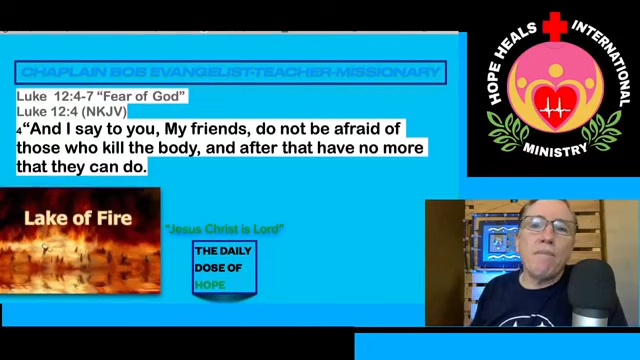 CHAPLAIN BOB EVANGELIST-TEACHER-MISSIONARY
Luke 12:4-7 “Fear of God”
Luke 12:4 (NKJV)
4“And I say to you, My friends, do not be afraid of
those who kill the body, and after that have no more
that they can do.
Lake of Fire
"Jesus Christ is Lord"
THE DAILY
DOSE OF
HOPE
HOPE HEALS INTERNATIONAL
MINISTRY